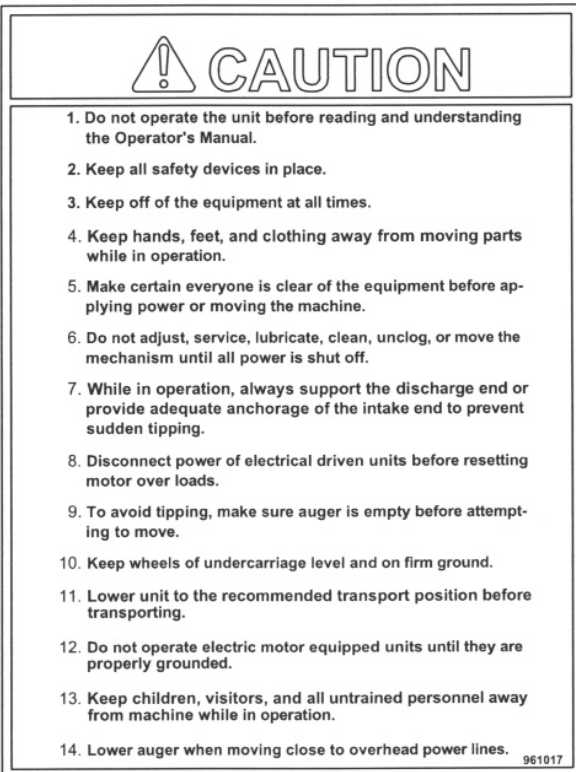 CAUTION
1. Do not operate the unit before reading and understanding
the Operator's Manual.
2. Keep all safety devices in place.
3. Keep off of the equipment at all times.
4. Keep hands, feet, and clothing away from moving parts
while in operation.
5. Make certain everyone is clear of the equipment before ap-
plying power or moving the machine.
6. Do not adjust, service, lubricate, clean, unclog, or move the
mechanism until all power is shut off.
7. While in operation, always support the discharge end or
provide adequate anchorage of the intake end to prevent
sudden tipping.
8. Disconnect power of electrical driven units before resetting
motor over loads.
9. To avoid tipping, make sure auger is empty before attempt-
ing to move.
10. Keep wheels of undercarriage level and on firm ground.
11. Lower unit to the recommended transport position before
transporting.
12. Do not operate electric motor equipped units until they are
properly grounded.
13. Keep children, visitors, and all untrained personnel away
from machine while in operation.
14. Lower auger when moving close to overhead power lines.
961017